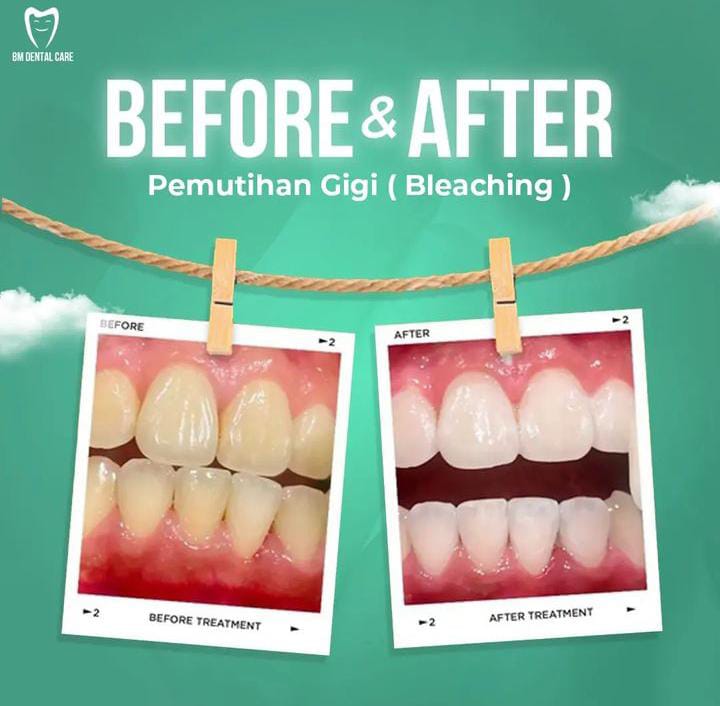 BM DENTAL CARE
BEFORE & AFTER
Pemutihan Gigi ( Bleaching )
BEFORE
►2
AFTER
►2
►2
BEFORE TREATMENT
►
►2
AFTER TREATMENT
►